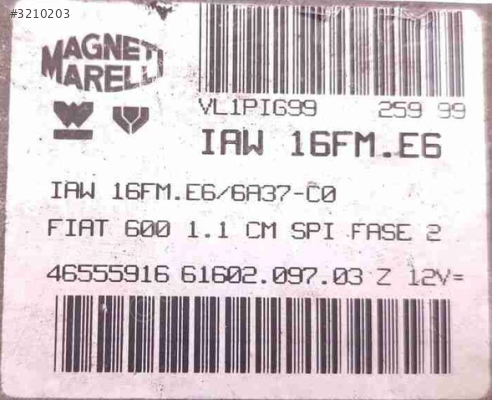 #3210203
MAGNETI
MARELLI
VL1PIG99 259 99
IAW 16FM.E6
IAW 16FM.E6/6A37-C0
FIAT 600 1.1 CM SPI FASE 2
46555916 61602.097.03 Z 12V=